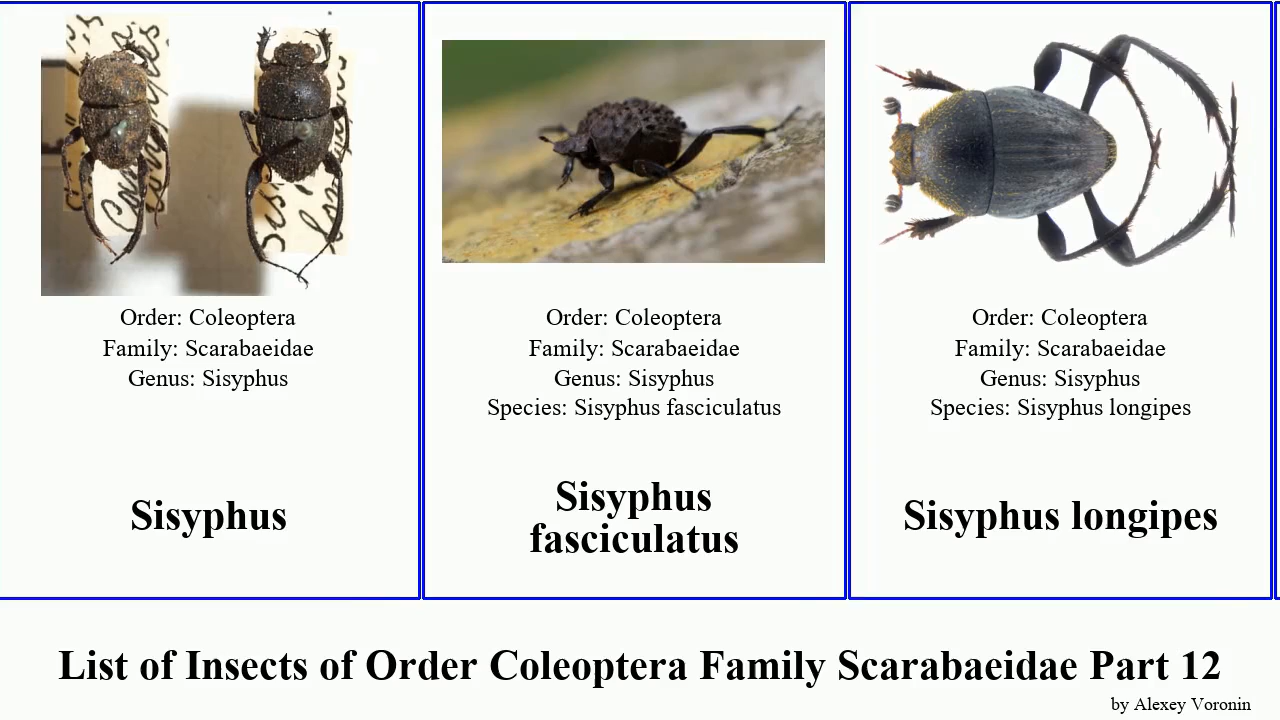 Order: Coleoptera
Family: Scarabaeidae
Genus: Sisyphus
Sisyphus
Order: Coleoptera
Family: Scarabaeidae
Genus: Sisyphus
Species: Sisyphus fasciculatus
Sisyphus
fasciculatus
Order: Coleoptera
Family: Scarabaeidae
Genus: Sisyphus
Species: Sisyphus longipes
Sisyphus longipes
List of Insects of Order Coleoptera Family Scarabaeidae Part 12
by Alexey Voronin